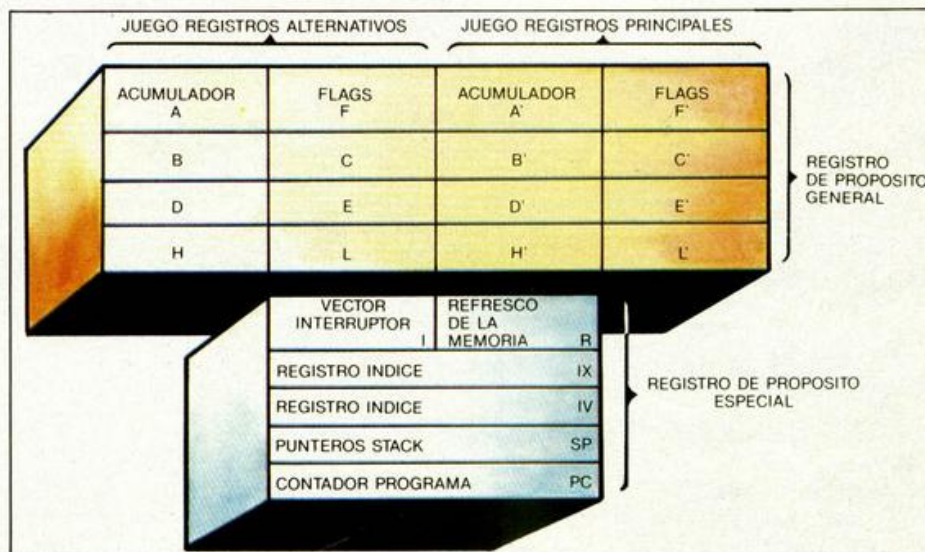 JUEGO REGISTROS ALTERNATIVOS JUEGO REGISTROS PRINCIPALES
ACUMULADOR A FLAGS F ACUMULADOR A' FLAGS F'
B C B' C'
D E D' E'
H L H' L'
REGISTRO
DE PROPOSITO
GENERAL
VECTOR
INTERRUPTOR I
REFRESCO
DE LA
MEMORIA R
REGISTRO INDICE IX
REGISTRO INDICE IV
PUNTEROS STACK SP
CONTADOR PROGRAMA PC
REGISTRO DE PROPOSITO
ESPECIAL